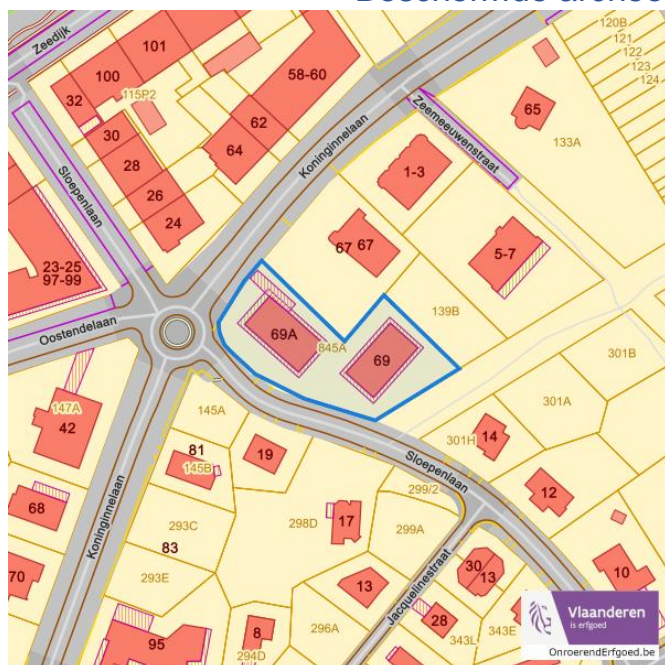 Zeedijk
101
100
58-60
32
115P2
62
30
64
28
26
24
Sloepenlaan
Koninginnelaan
Zeemeeuwenstraat
120B
121
122
123
124
65
133A
1-3
67 67
5-7
23-25
97-99
Oostendelaan
69A
845A
69
139B
301B
301A
147A
42
145A
81
145B
19
301H
14
Sloepenlaan
12
299/2
68
Koninginnelaan
293C
83
298D
17
299A
70
293E
13
Jacquelinestraat
30
13
10
95
8
294D
296A
28
343L
343E
Vlaanderen
is erfgoed
OnroerendErfgoed.be